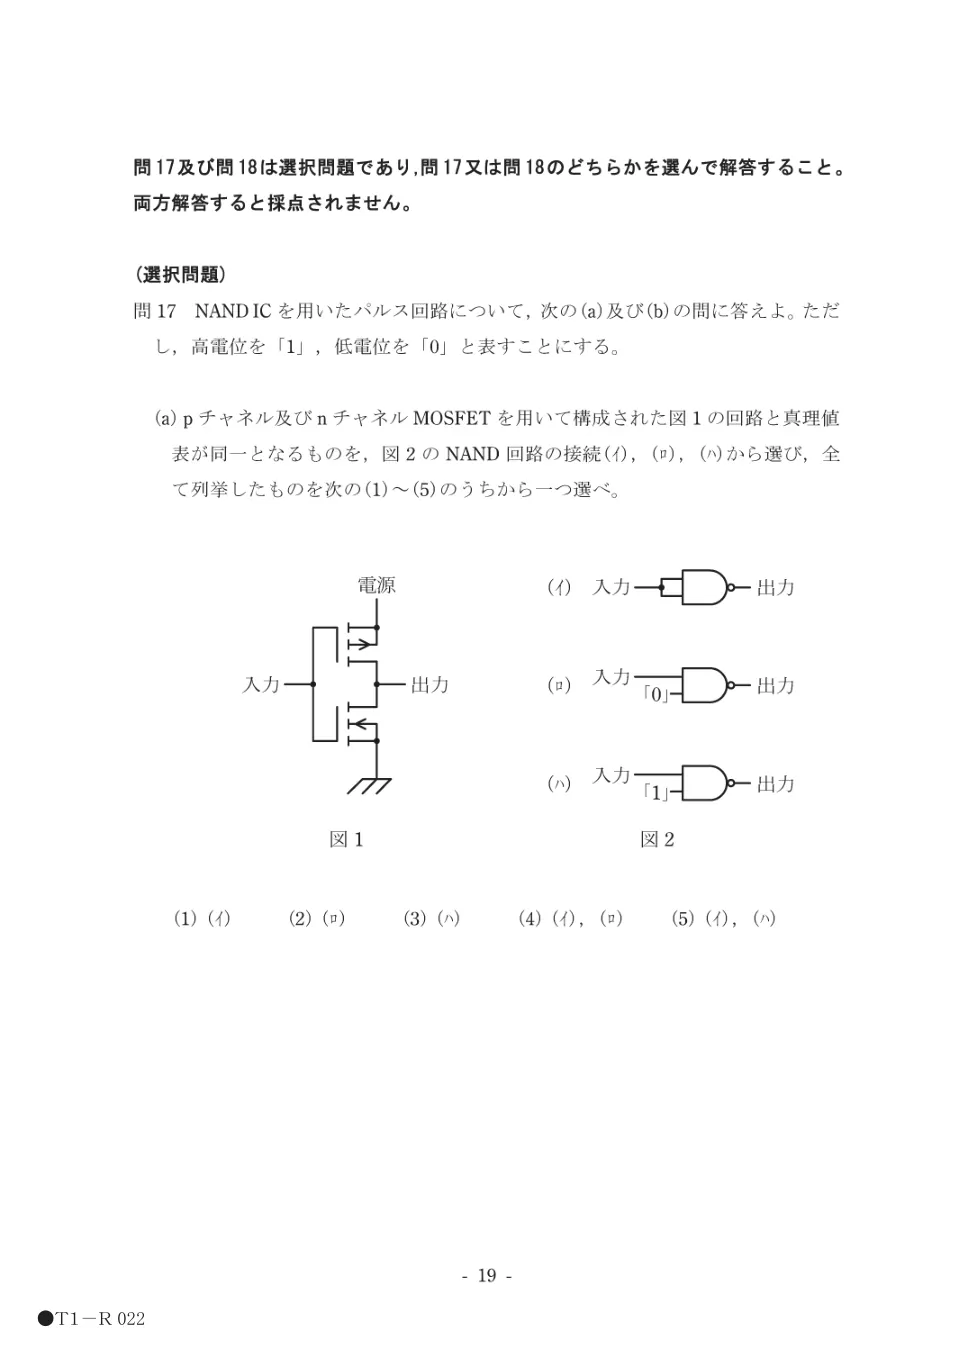 問17及び問18は選択問題であり,問17又は問18のどちらかを選んで解答すること。
両方解答すると採点されません。
(選択問題)
問17　NAND ICを用いたパルス回路について，次の(a)及び(b)の問に答えよ。ただ
し，高電位を「1」，低電位を「0」と表すことにする。
(a) pチャネル及びnチャネルMOSFETを用いて構成された図1の回路と真理値
表が同一となるものを，図2のNAND回路の接続(ｲ)，(ﾛ)，(ﾊ)から選び，全
て列挙したものを次の(1)～(5)のうちから一つ選べ。
電源
入力
出力
図1
(ｲ)　入力　出力
(ﾛ)　入力　「0」　出力
(ﾊ)　入力　「1」　出力
図2
(1) (ｲ)　(2) (ﾛ)　(3) (ﾊ)　(4) (ｲ)，(ﾛ)　(5) (ｲ)，(ﾊ)
- 19 -
●T1－R 022